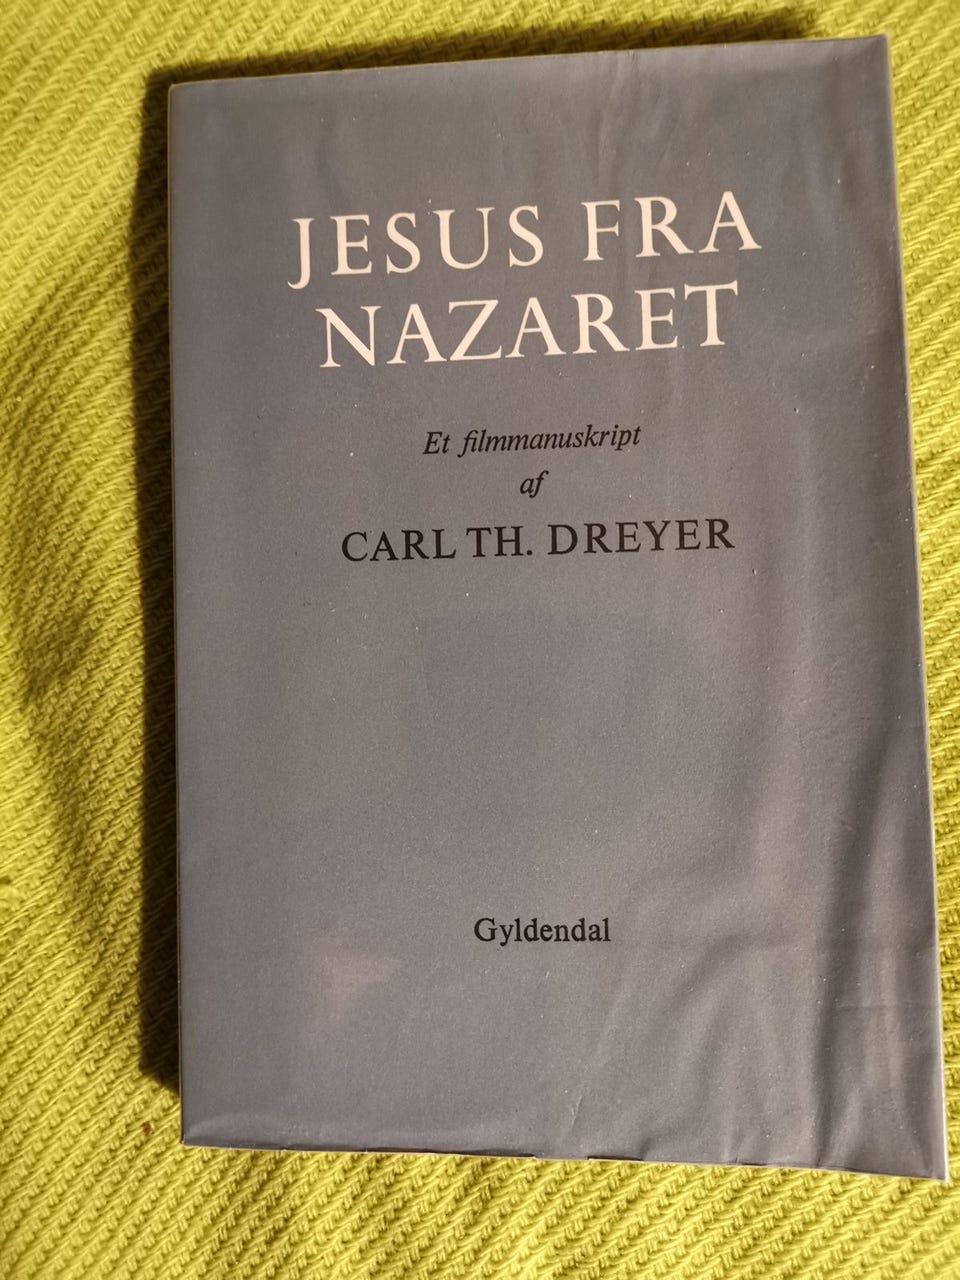 JESUS FRA
NAZARET
Et filmmanuskript
af
CARL TH. DREYER
Gyldendal